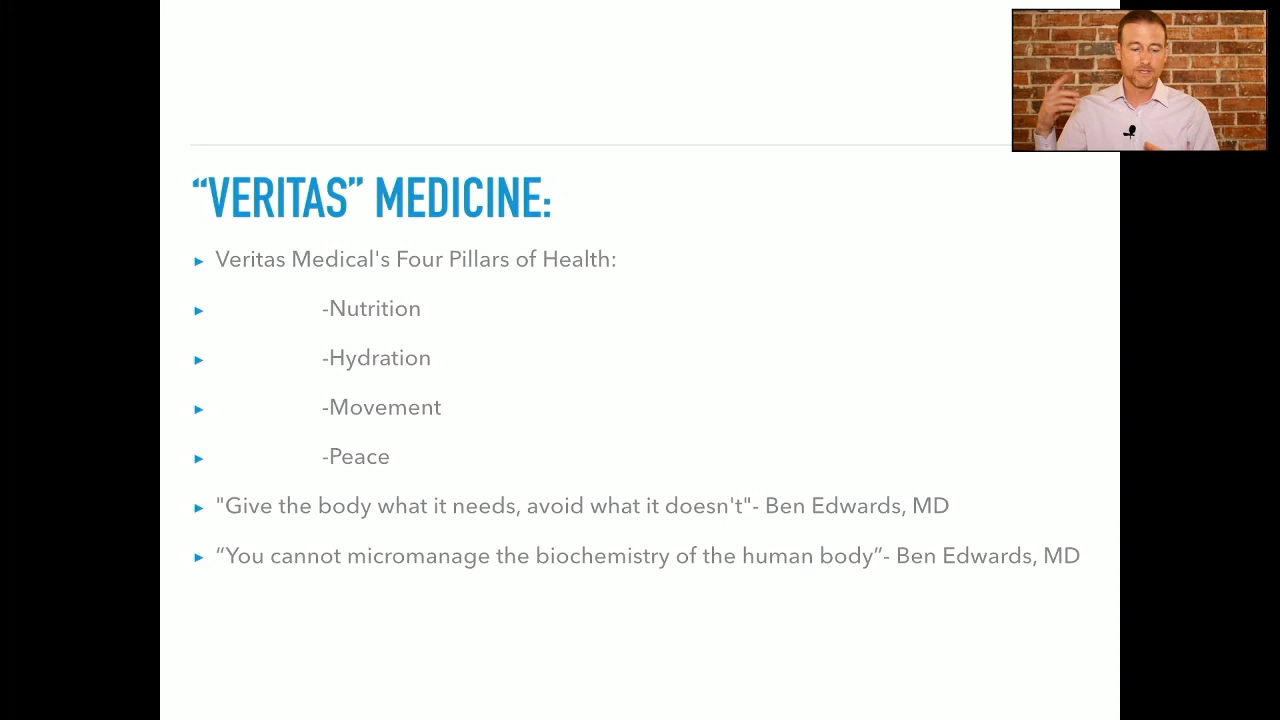 “VERITAS” MEDICINE:
▸ Veritas Medical's Four Pillars of Health:
▸ -Nutrition
▸ -Hydration
▸ -Movement
▸ -Peace
▸ "Give the body what it needs, avoid what it doesn't"- Ben Edwards, MD
▸ “You cannot micromanage the biochemistry of the human body”- Ben Edwards, MD